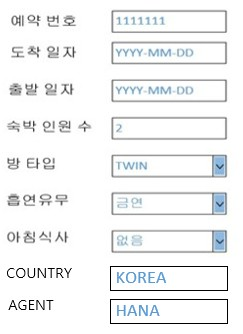 예약 번호 1111111
도착 일자 YYYY-MM-DD
출발 일자 YYYY-MM-DD
숙박 인원 수 2
방 타입 TWIN
흡연유무 금연
아침식사 없음
COUNTRY KOREA
AGENT HANA